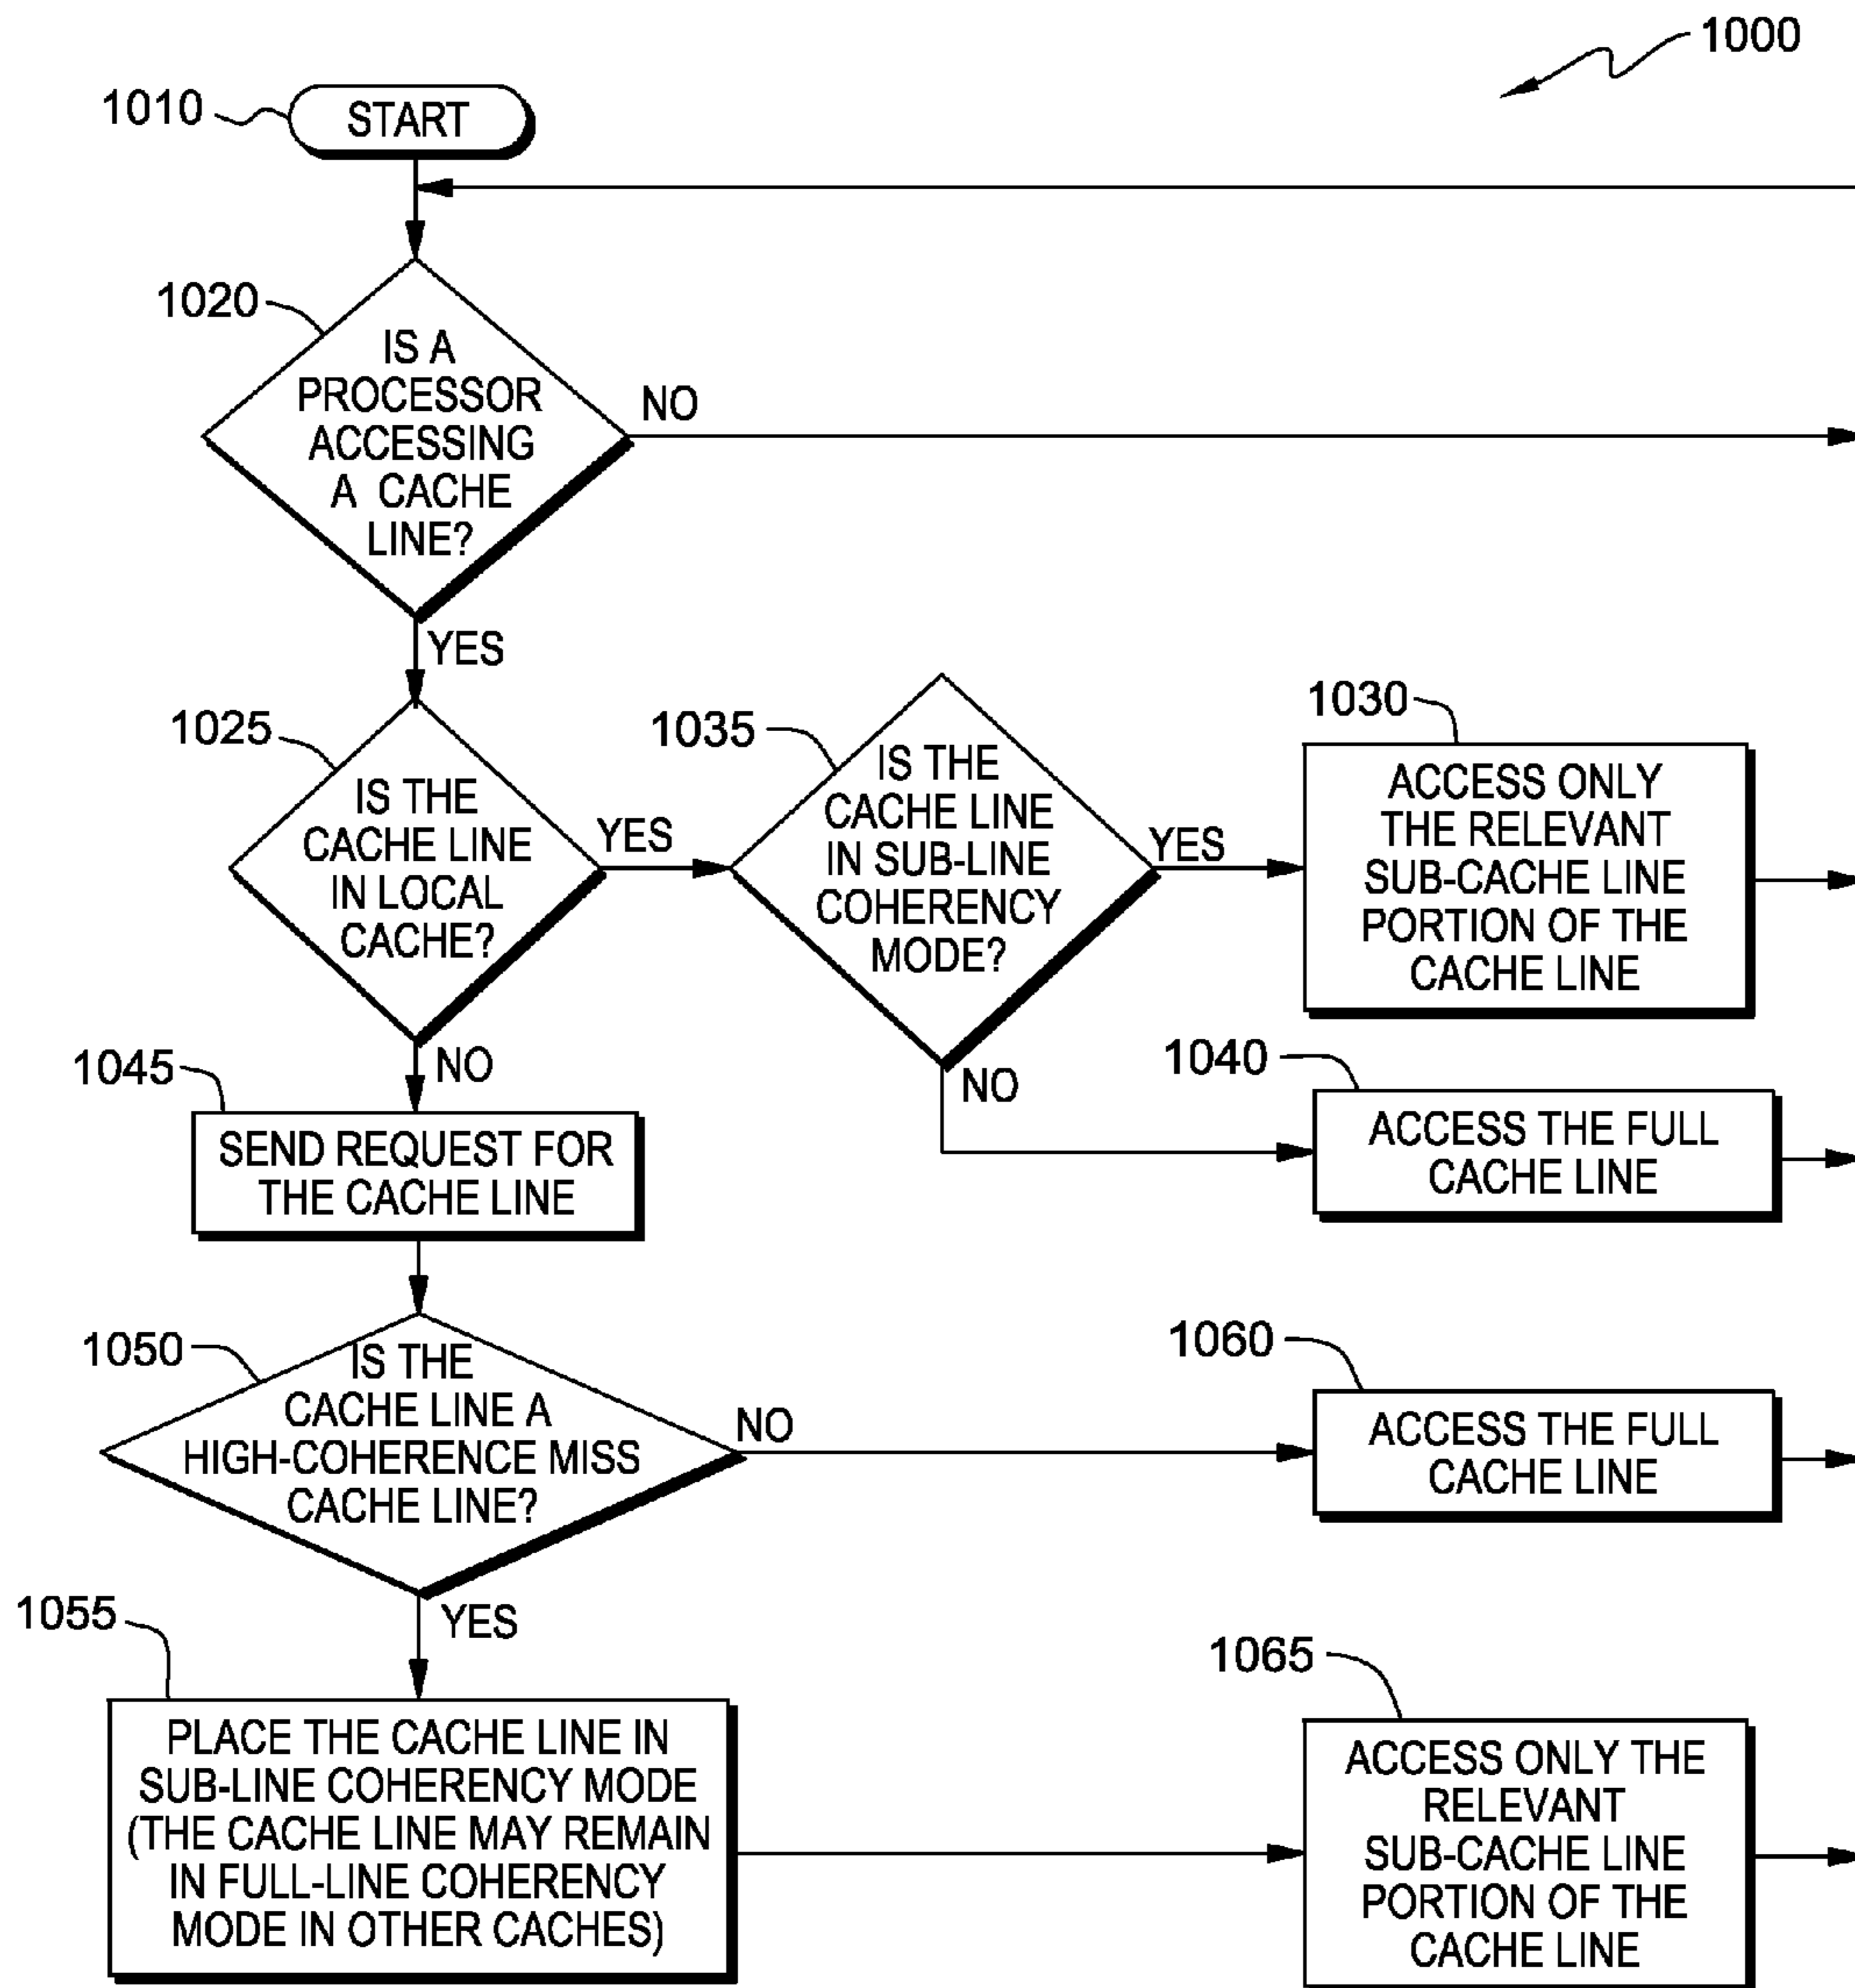 1000
1010
START
1020
IS A
PROCESSOR
ACCESSING
A CACHE
LINE?
NO
YES
1025
IS THE
CACHE LINE
IN LOCAL
CACHE?
YES
1035
IS THE
CACHE LINE
IN SUB-LINE
COHERENCY
MODE?
YES
1030
ACCESS ONLY
THE RELEVANT
SUB-CACHE LINE
PORTION OF THE
CACHE LINE
NO
1040
ACCESS THE FULL
CACHE LINE
NO
1045
SEND REQUEST FOR
THE CACHE LINE
1050
IS THE
CACHE LINE A
HIGH-COHERENCE MISS
CACHE LINE?
NO
1060
ACCESS THE FULL
CACHE LINE
YES
1055
PLACE THE CACHE LINE IN
SUB-LINE COHERENCY MODE
(THE CACHE LINE MAY REMAIN
IN FULL-LINE COHERENCY
MODE IN OTHER CACHES)
1065
ACCESS ONLY THE
RELEVANT
SUB-CACHE LINE
PORTION OF THE
CACHE LINE